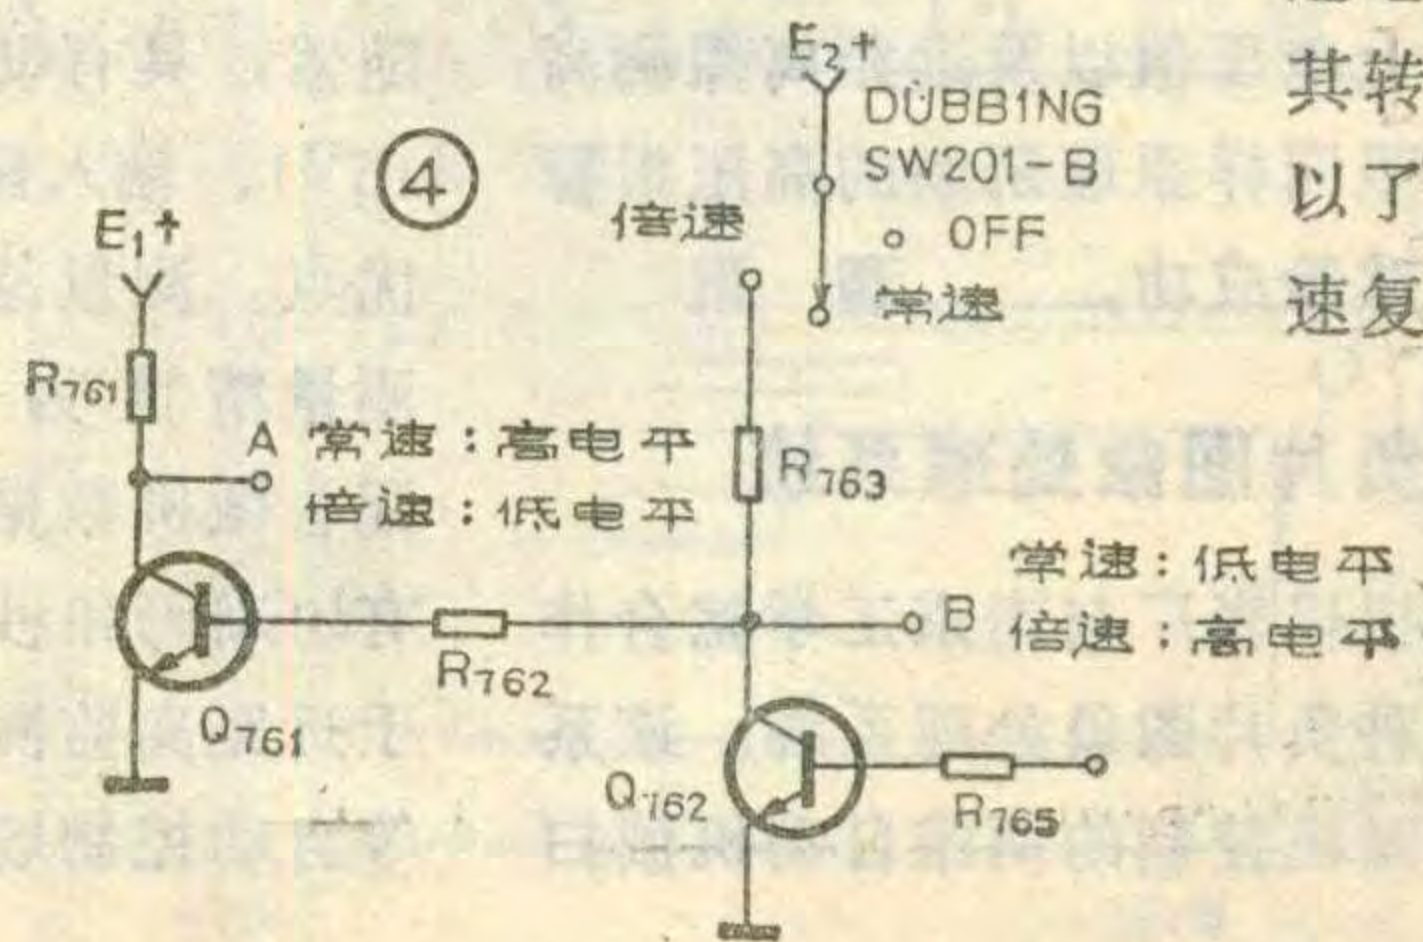 ④
E₂+
DUBB1NG
SW201-B
倍速
o OFF
常速
E₁+
R761
A 常速：高电平
倍速：低电平
R763
常速：低电平
B 倍速：高电平
R762
Q761
Q762
R765
其转
以了
速复